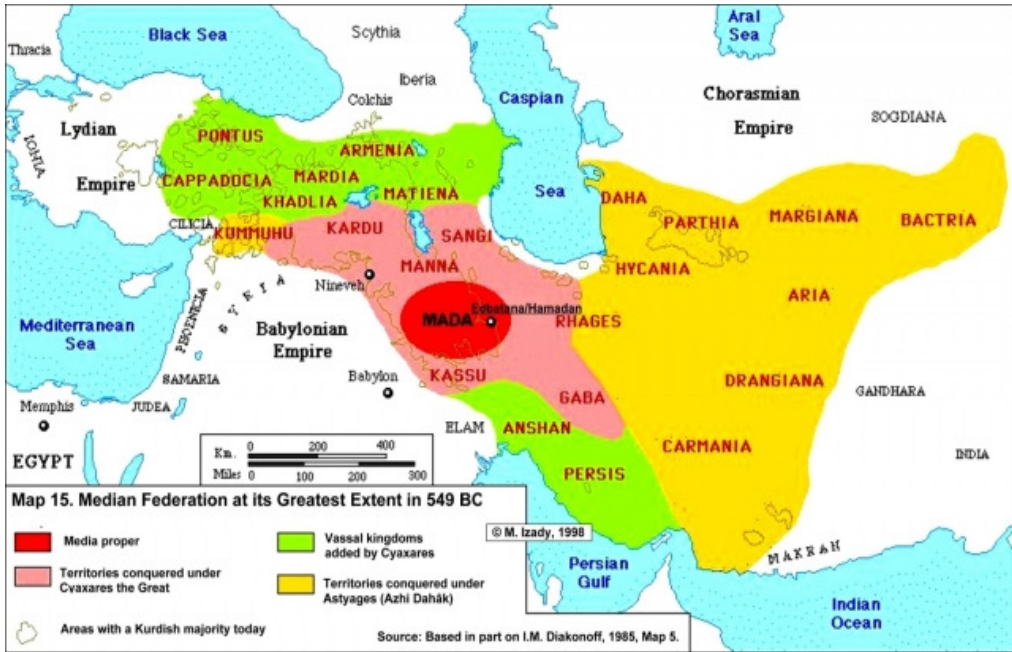 Black Sea
Scythia
Aral
Sea
Thracia
Iberia
Caspian
Chorasmian
Empire
Colchis
SOGDIANA
Lydian
Empire
IONIA
PONTUS
ARMENIA
MARDIA
CAPPADOCIA
KHADLIA
MATIENA
Sea
DAHA
PARTHIA
MARGIANA
BACTRIA
CILICIA
KUMMUHU
KARDU
SANGI
MANNA
HYCANIA
Nineveh
SYRIA
ARIA
MADA
Ecbatana/Hamadan
RHAGES
Mediterranean
Sea
PHOENICIA
Babylonian
Empire
SAMARIA
Babylon
KASSU
DRANGIANA
GANDHARA
Memphis
JUDEA
GABA
ELAM
ANSHAN
CARMANIA
EGYPT
PERSIS
INDIA
0 200 400
Km.
Miles
0 100 200 300
Map 15. Median Federation at its Greatest Extent in 549 BC
© M. Izady, 1998
Media proper
Vassal kingdoms
added by Cyaxares
Territories conquered under
Cyaxares the Great
Territories conquered under
Astyages (Azhi Dahâk)
Areas with a Kurdish majority today
Source: Based in part on I.M. Diakonoff, 1985, Map 5.
Persian
Gulf
MAKRAH
Indian
Ocean